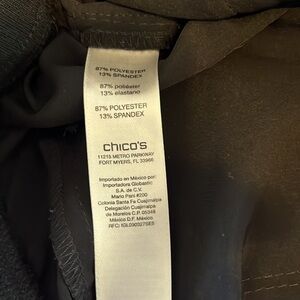 87% POLYESTER
13% SPANDEX
87% poliéster
13% elastano
87% POLYESTER
13% SPANDEX
chico's
11215 METRO PARKWAY
FORT MYERS, FL 33966
Importado en México por:
Importadora Globastic
S.A. de C.V.
Mario Pani #200
Colonia Santa Fe Cuajimalpa
Delegación Cuajimalpa
de Morelos C.P. 05348
México D.F. México